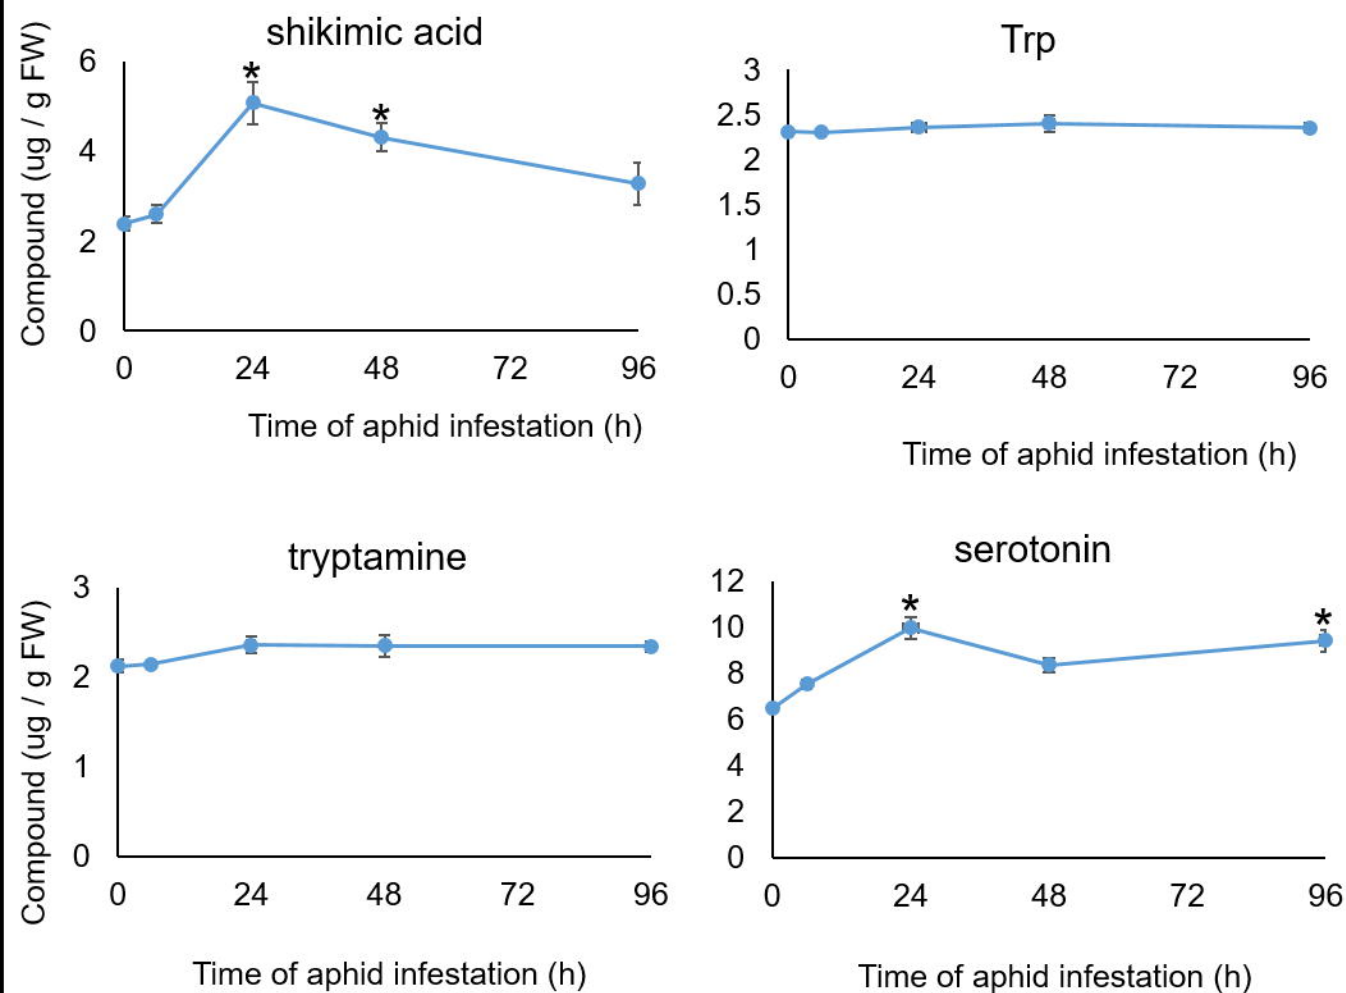 shikimic acid
Compound (ug / g FW)
6
*
*
4
2
0
0 24 48 72 96
Time of aphid infestation (h)
Trp
3
2.5
2
1.5
1
0.5
0
0 24 48 72 96
Time of aphid infestation (h)
tryptamine
Compound (ug / g FW)
3
2
1
0
0 24 48 72 96
Time of aphid infestation (h)
serotonin
12
*
*
10
8
6
4
2
0
0 24 48 72 96
Time of aphid infestation (h)